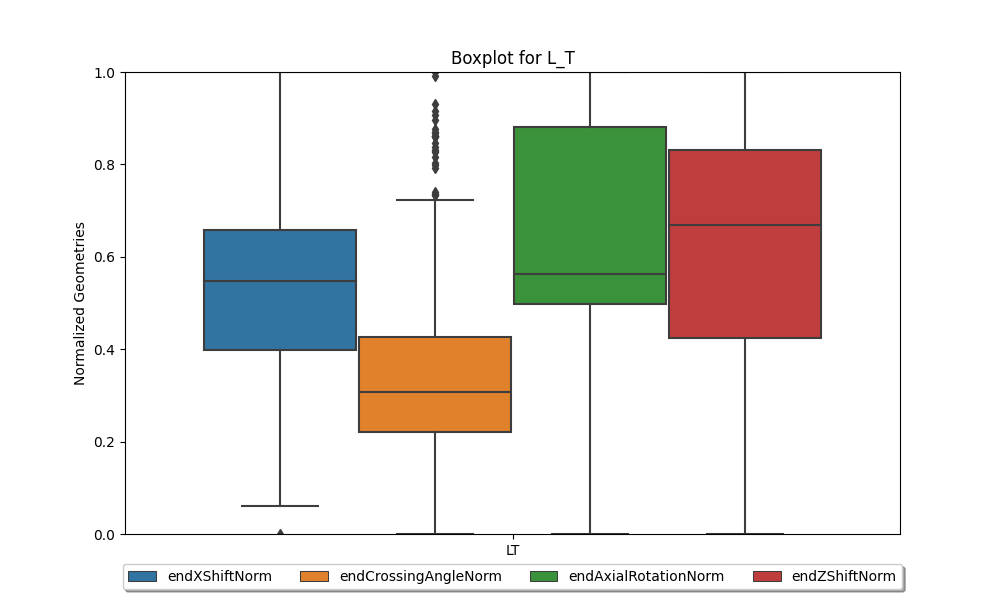 Boxplot for L_T
1.0
0.8
0.6
0.4
0.2
0.0
Normalized Geometries
LT
endXShiftNorm endCrossingAngleNorm endAxialRotationNorm endZShiftNorm